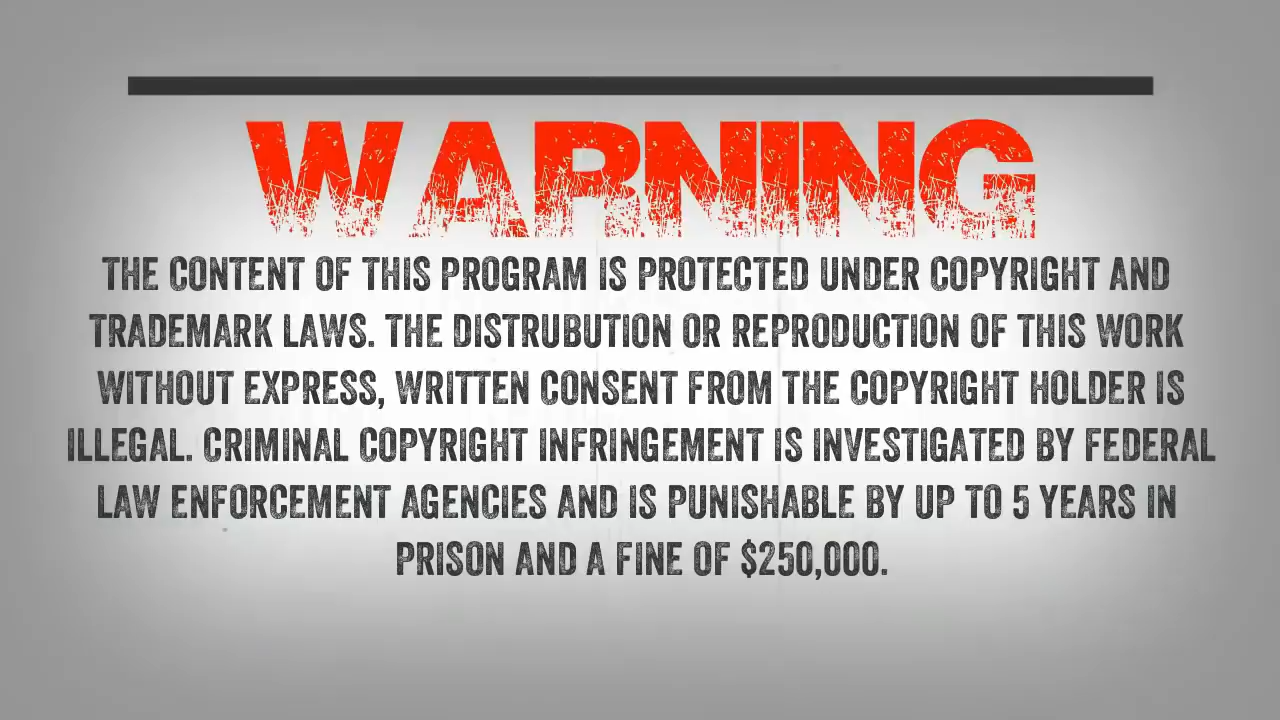 WARNING
THE CONTENT OF THIS PROGRAM IS PROTECTED UNDER COPYRIGHT AND
TRADEMARK LAWS. THE DISTRUBUTION OR REPRODUCTION OF THIS WORK
WITHOUT EXPRESS, WRITTEN CONSENT FROM THE COPYRIGHT HOLDER IS
ILLEGAL. CRIMINAL COPYRIGHT INFRINGEMENT IS INVESTIGATED BY FEDERAL
LAW ENFORCEMENT AGENCIES AND IS PUNISHABLE BY UP TO 5 YEARS IN
PRISON AND A FINE OF $250,000.